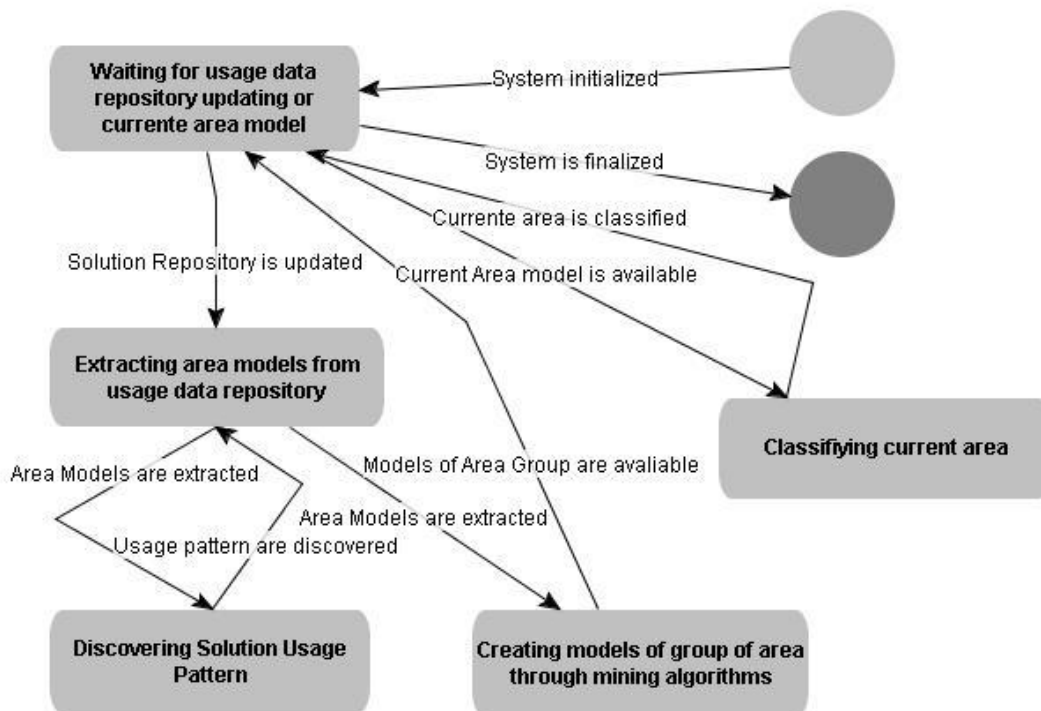 Waiting for usage data
repository updating or
currente area model
System initialized
System is finalized
Currente area is classified
Solution Repository is updated
Current Area model is available
Extracting area models from
usage data repository
Classifiying current area
Area Models are extracted
Models of Area Group are avaliable
Area Models are extracted
Usage pattern are discovered
Discovering Solution Usage
Pattern
Creating models of group of area
through mining algorithms